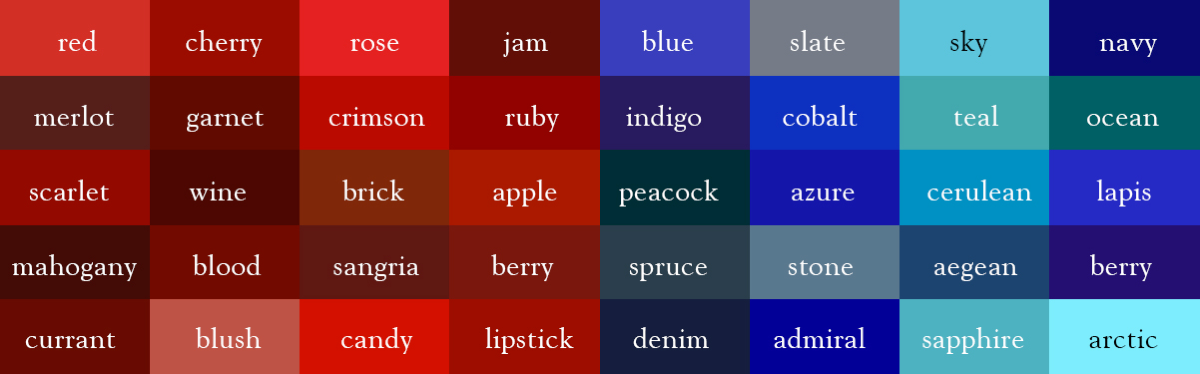 red cherry rose jam blue slate sky navy
merlot garnet crimson ruby indigo cobalt teal ocean
scarlet wine brick apple peacock azure cerulean lapis
mahogany blood sangria berry spruce stone aegean berry
currant blush candy lipstick denim admiral sapphire arctic